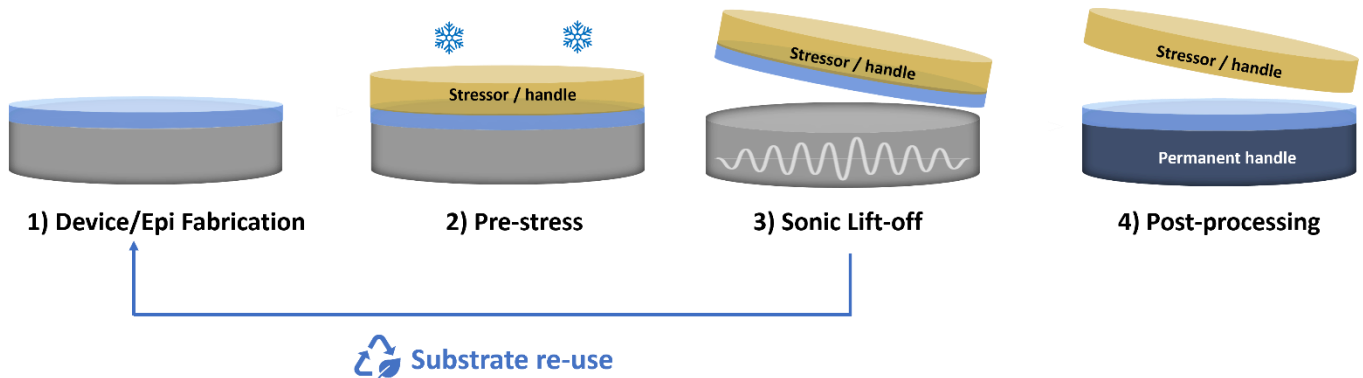 Stressor / handle
Stressor / handle
Stressor / handle
Permanent handle
1) Device/Epi Fabrication
2) Pre-stress
3) Sonic Lift-off
4) Post-processing
Substrate re-use